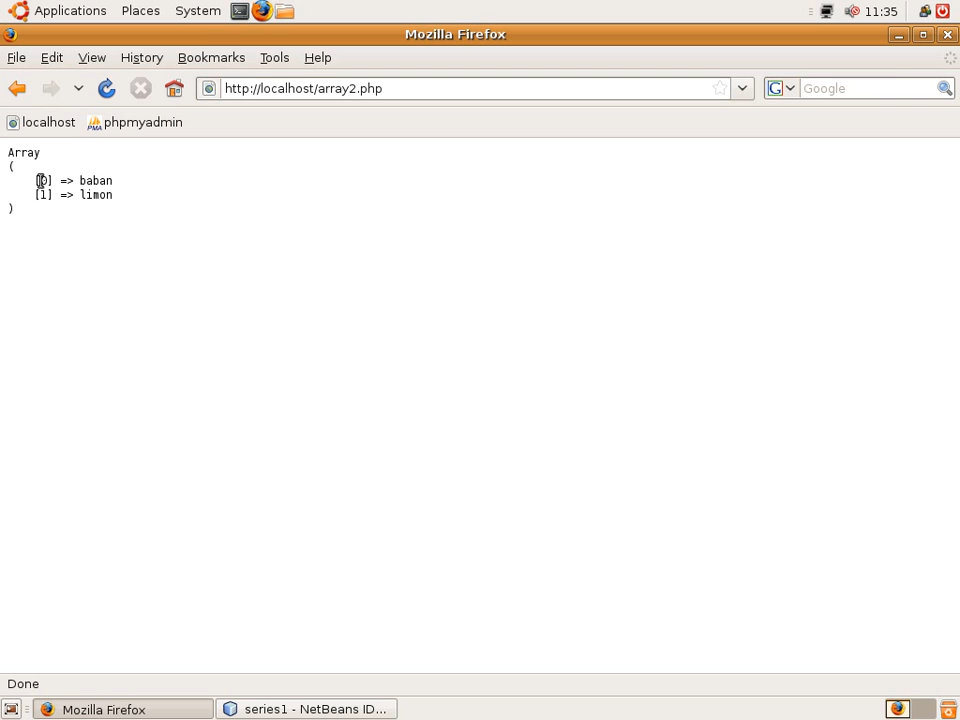 Applications Places System 11:35
Mozilla Firefox
File Edit View History Bookmarks Tools Help
http://localhost/array2.php G Google
localhost PMA phpmyadmin
Array
(
[0] => baban
[1] => limon
)
Done
Mozilla Firefox series1 - NetBeans ID...